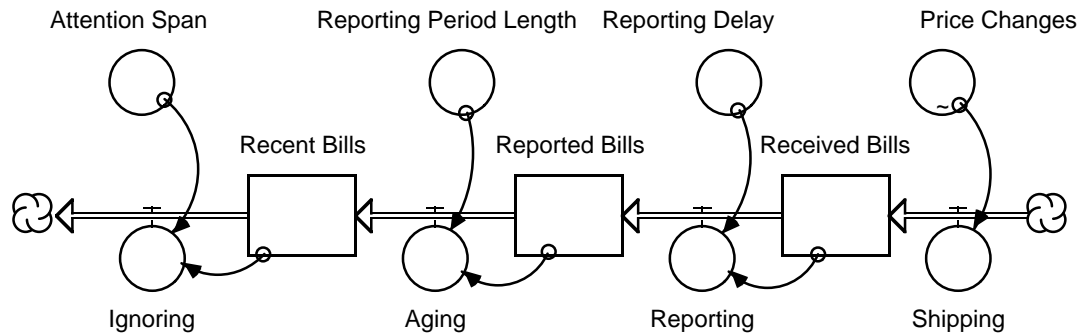 Attention Span
Reporting Period Length
Reporting Delay
Price Changes
~
Recent Bills
Reported Bills
Received Bills
Ignoring
Aging
Reporting
Shipping